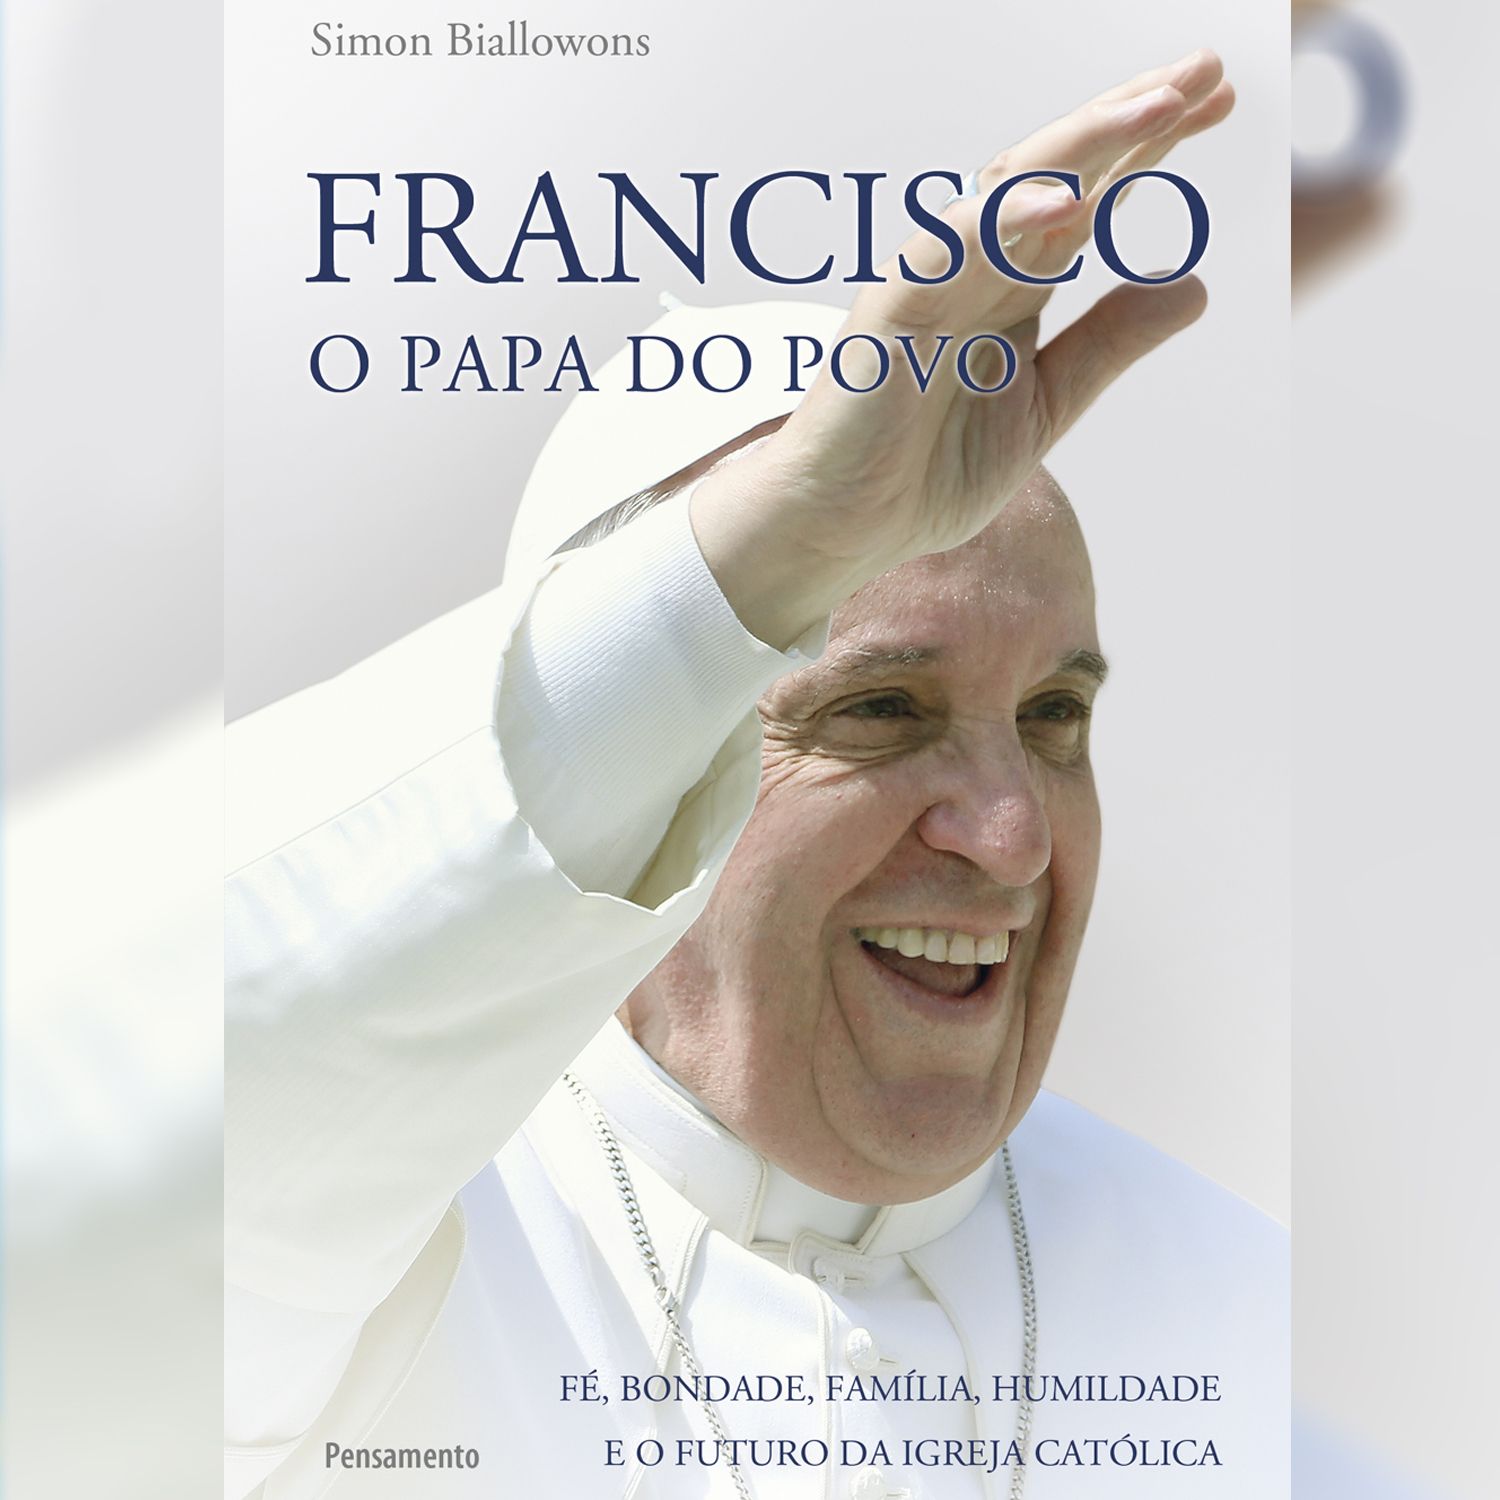 Simon Biallowons
FRANCISCO
O PAPA DO POVO
FÉ, BONDADE, FAMÍLIA, HUMILDADE
E O FUTURO DA IGREJA CATÓLICA
Pensamento